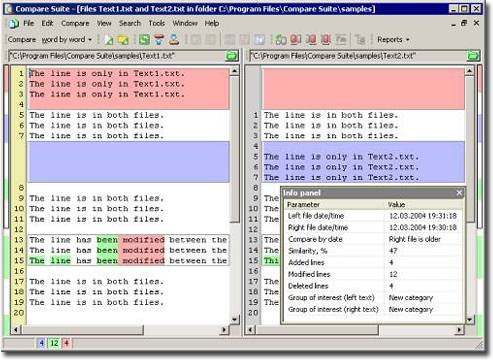 Compare Suite - [Files Text1.txt and Text2.txt in folder C:\Program Files\Compare Suite\samples]
File Compare Edit View Search Tools Window Help
Compare word by word Reports
"C:\Program Files\Compare Suite\samples\Text1.txt"
"C:\Program Files\Compare Suite\samples\Text2.txt"
1 The line is only in Text1.txt.
2 The line is only in Text1.txt.
3 The line is only in Text1.txt.
4
5 The line is in both files.
6 The line is in both files.
7 The line is in both files.
8
9 The line is in both files.
10 The line is in both files.
11 The line is in both files.
12
13 The line has been modified between the
14 The line has been modified between the
15 The line has been modified between the
16
17 The line is in both files.
18 The line is in both files.
19 The line is in both files.
20
1 The line is in both files.
2 The line is in both files.
3 The line is in both files.
4
5 The line is only in Text2.txt.
6 The line is only in Text2.txt.
7 The line is only in Text2.txt.
8
9 The
10 The
11 The
12
13 The
14 The
15 Thi
16
17 The
18 The
19 The
20
Info panel
Parameter Value
Left file date/time 12.03.2004 19:31:18
Right file date/time 12.03.2004 19:30:18
Compare by date Right file is older
Similarity, % 47
Added lines 4
Modified lines 12
Deleted lines 4
Group of interest (left text) New category
Group of interest (right text) New category
4 12 4